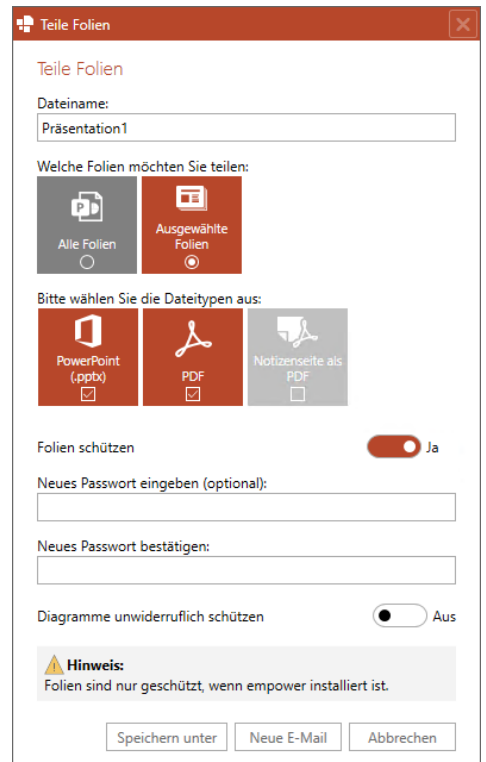 Teile Folien
Teile Folien
Dateiname:
Präsentation1
Welche Folien möchten Sie teilen:
Alle Folien
Ausgewählte
Folien
Bitte wählen Sie die Dateitypen aus:
PowerPoint
(.pptx)
PDF
Notizenseite als
PDF
Folien schützen
Ja
Neues Passwort eingeben (optional):
Neues Passwort bestätigen:
Diagramme unwiderruflich schützen
Aus
Hinweis:
Folien sind nur geschützt, wenn empower installiert ist.
Speichern unter
Neue E-Mail
Abbrechen